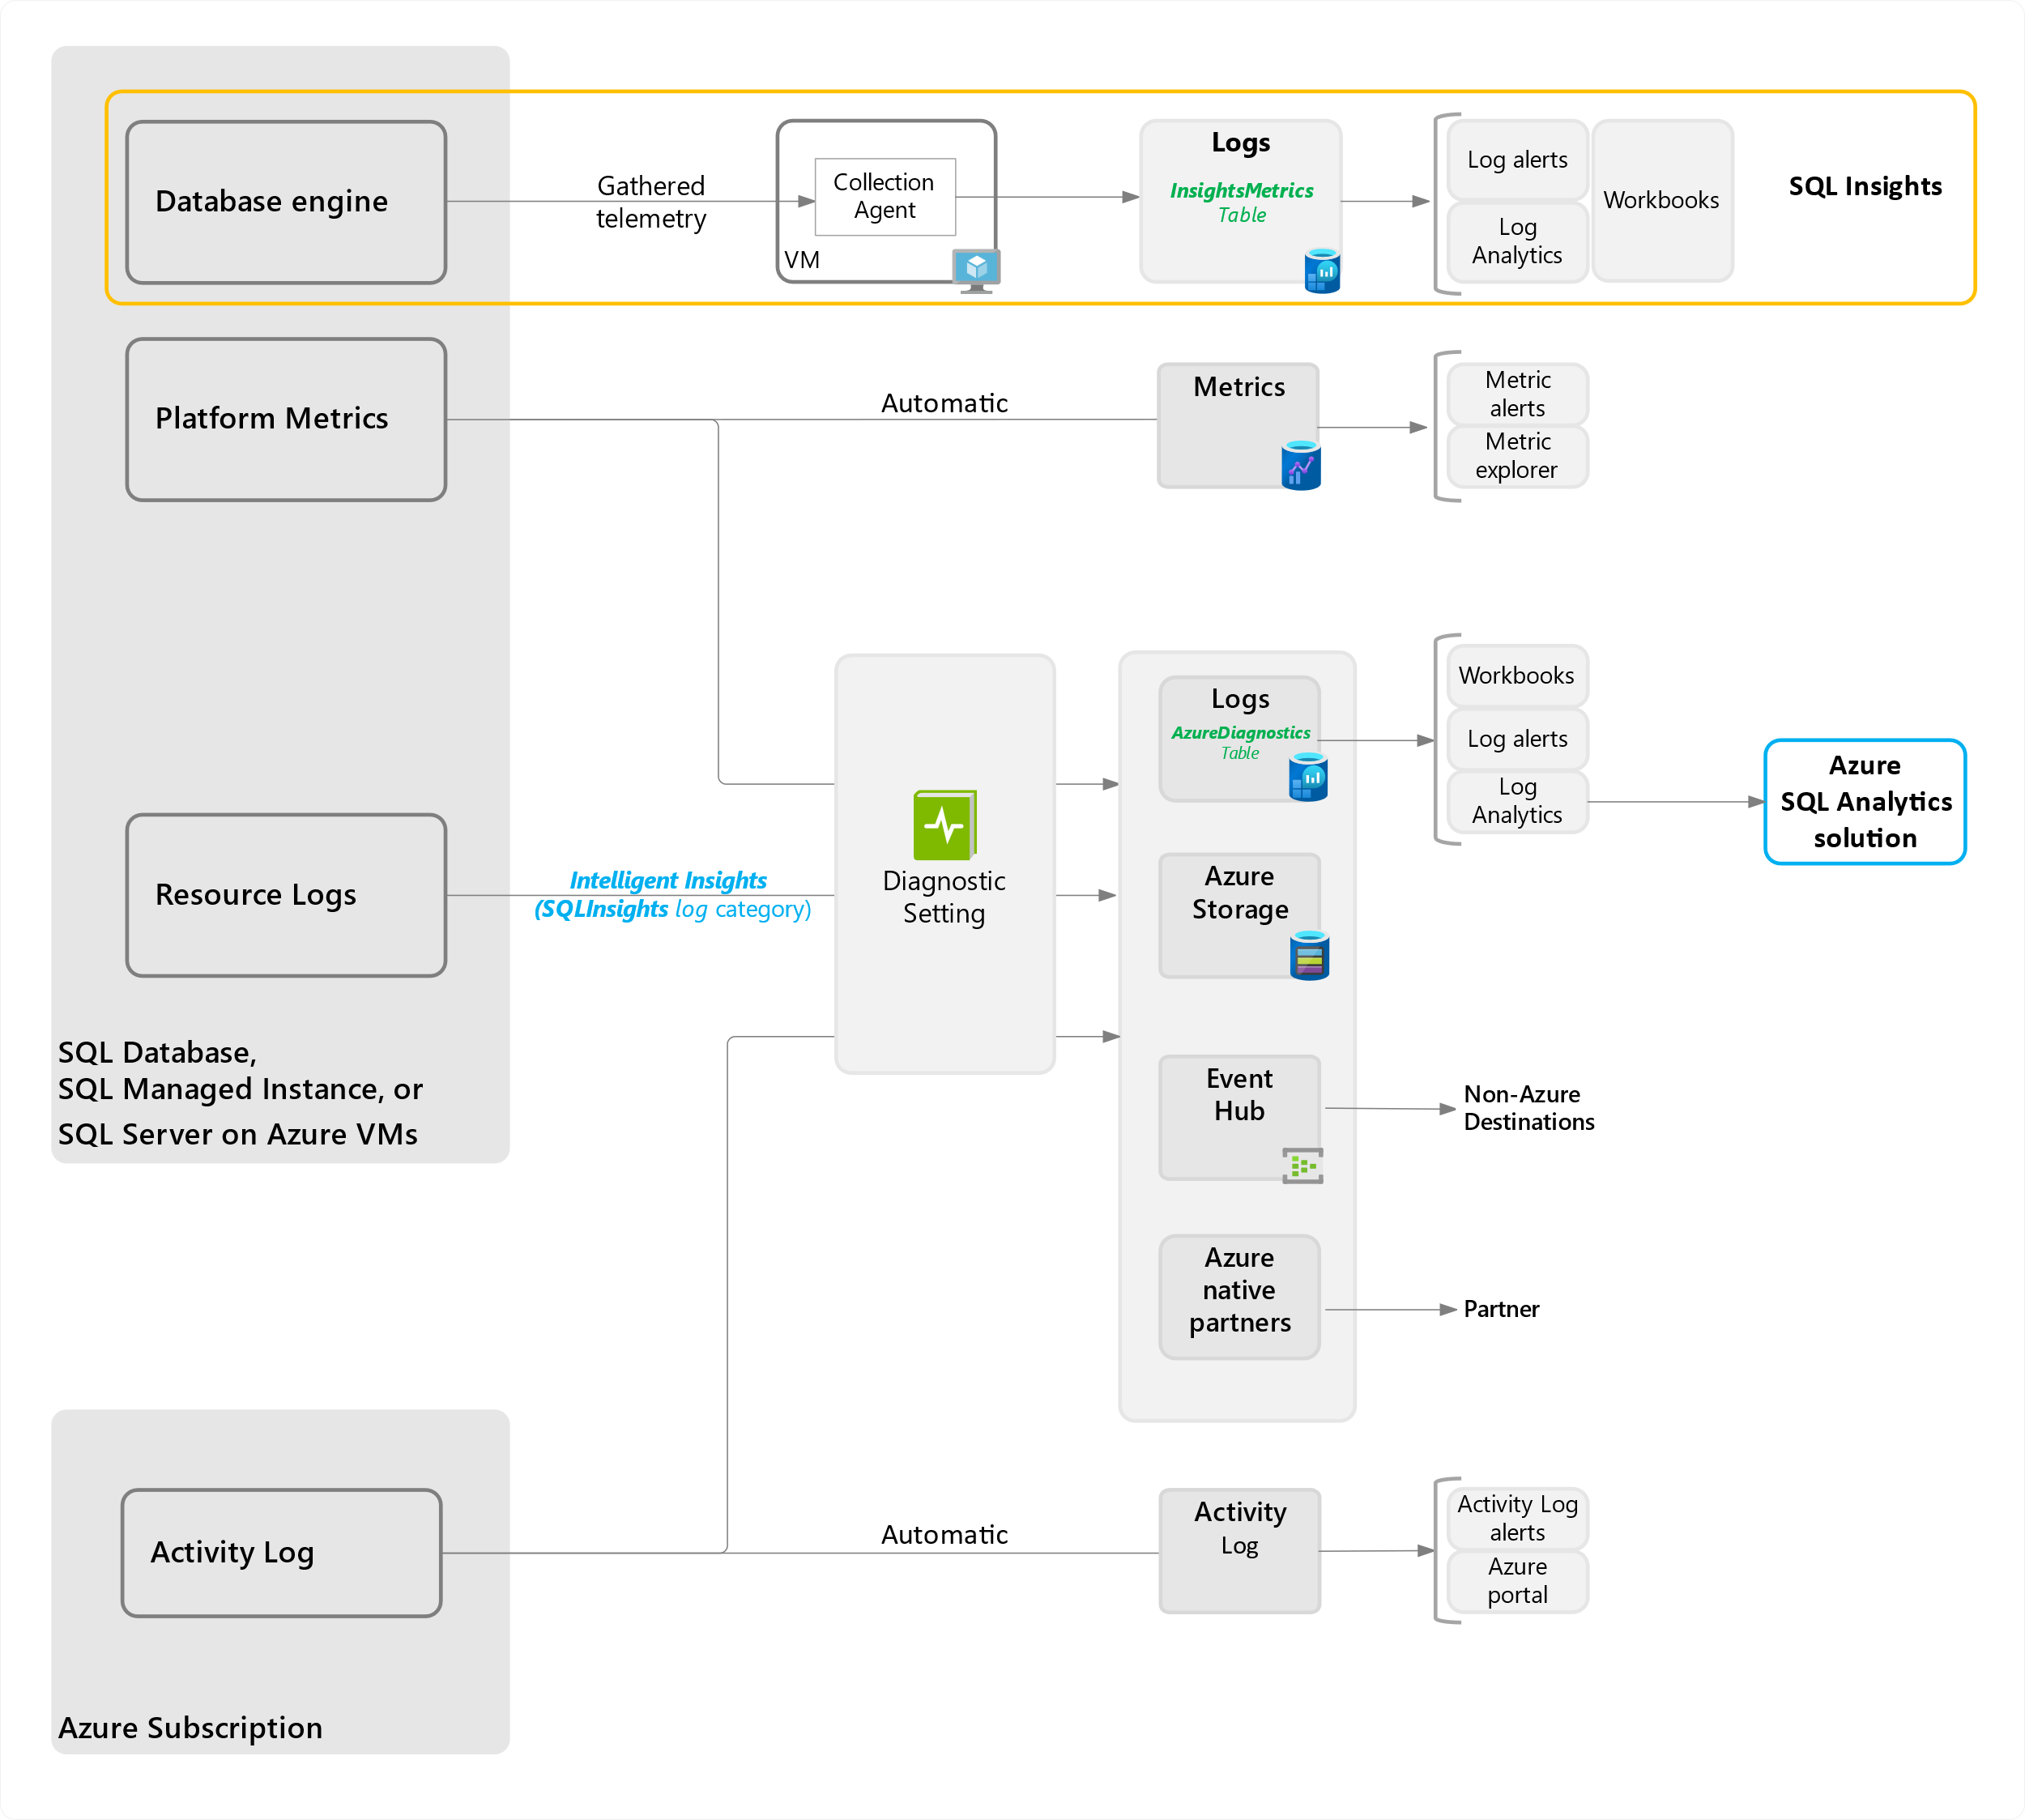 Database engine
Gathered
telemetry
Collection
Agent
VM
Logs
InsightsMetrics
Table
Log alerts
Log
Analytics
Workbooks
SQL Insights
Platform Metrics
Automatic
Metrics
Metric
alerts
Metric
explorer
Resource Logs
Intelligent Insights
(SQLInsights log category)
Diagnostic
Setting
Logs
AzureDiagnostics
Table
Workbooks
Log alerts
Log
Analytics
Azure
SQL Analytics
solution
Azure
Storage
Event
Hub
Non-Azure
Destinations
Azure
native
partners
Partner
SQL Database,
SQL Managed Instance, or
SQL Server on Azure VMs
Activity Log
Automatic
Activity
Log
Activity Log
alerts
Azure
portal
Azure Subscription